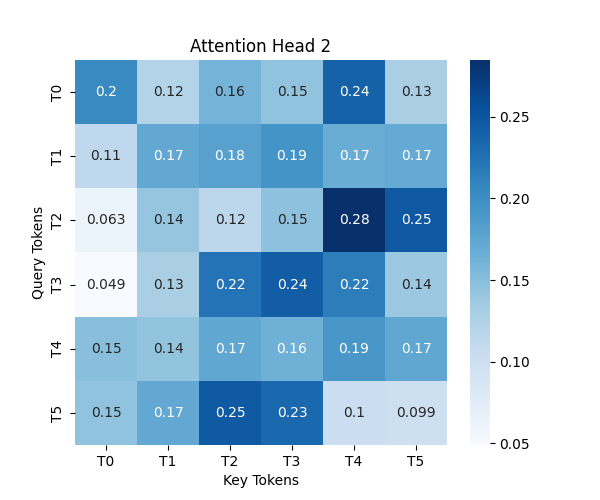 Attention Head 2
T0 0.2 0.12 0.16 0.15 0.24 0.13
T1 0.11 0.17 0.18 0.19 0.17 0.17
T2 0.063 0.14 0.12 0.15 0.28 0.25
T3 0.049 0.13 0.22 0.24 0.22 0.14
T4 0.15 0.14 0.17 0.16 0.19 0.17
T5 0.15 0.17 0.25 0.23 0.1 0.099
T0 T1 T2 T3 T4 T5
Key Tokens
Query Tokens
0.25
0.20
0.15
0.10
0.05